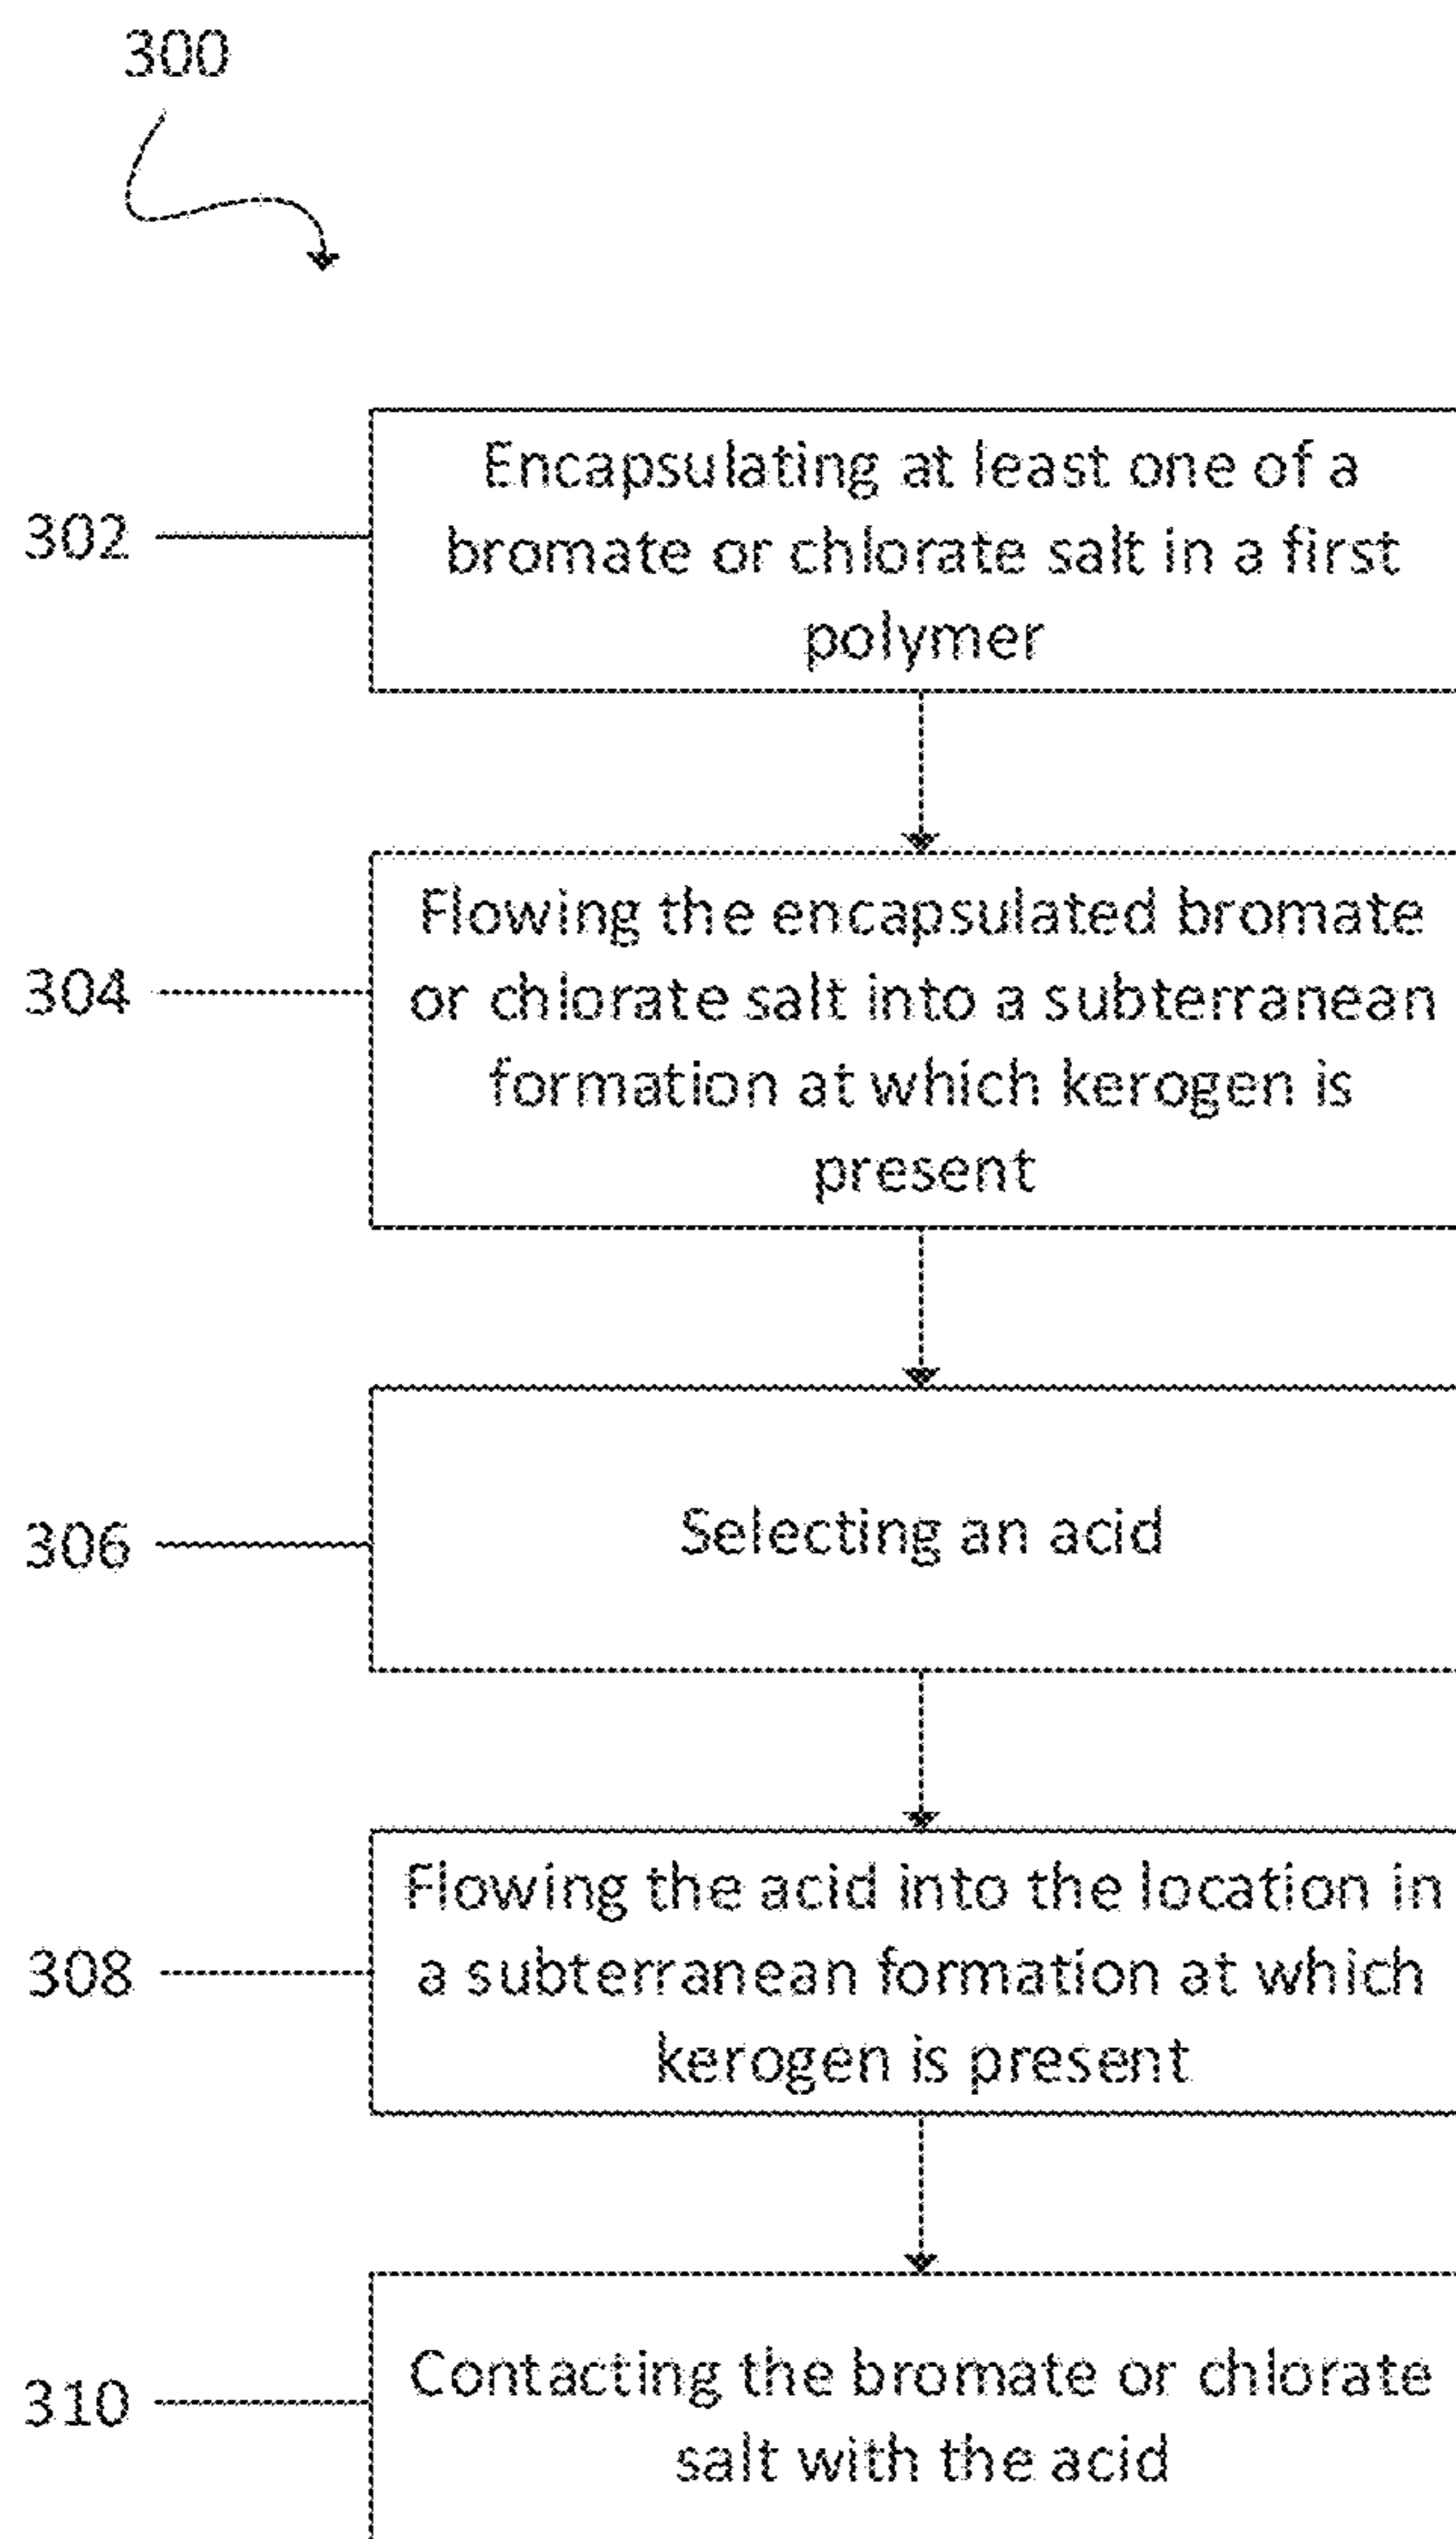 300
302
Encapsulating at least one of a
bromate or chlorate salt in a first
polymer
304
Flowing the encapsulated bromate
or chlorate salt into a subterranean
formation at which kerogen is
present
306
Selecting an acid
308
Flowing the acid into the location in
a subterranean formation at which
kerogen is present
310
Contacting the bromate or chlorate
salt with the acid